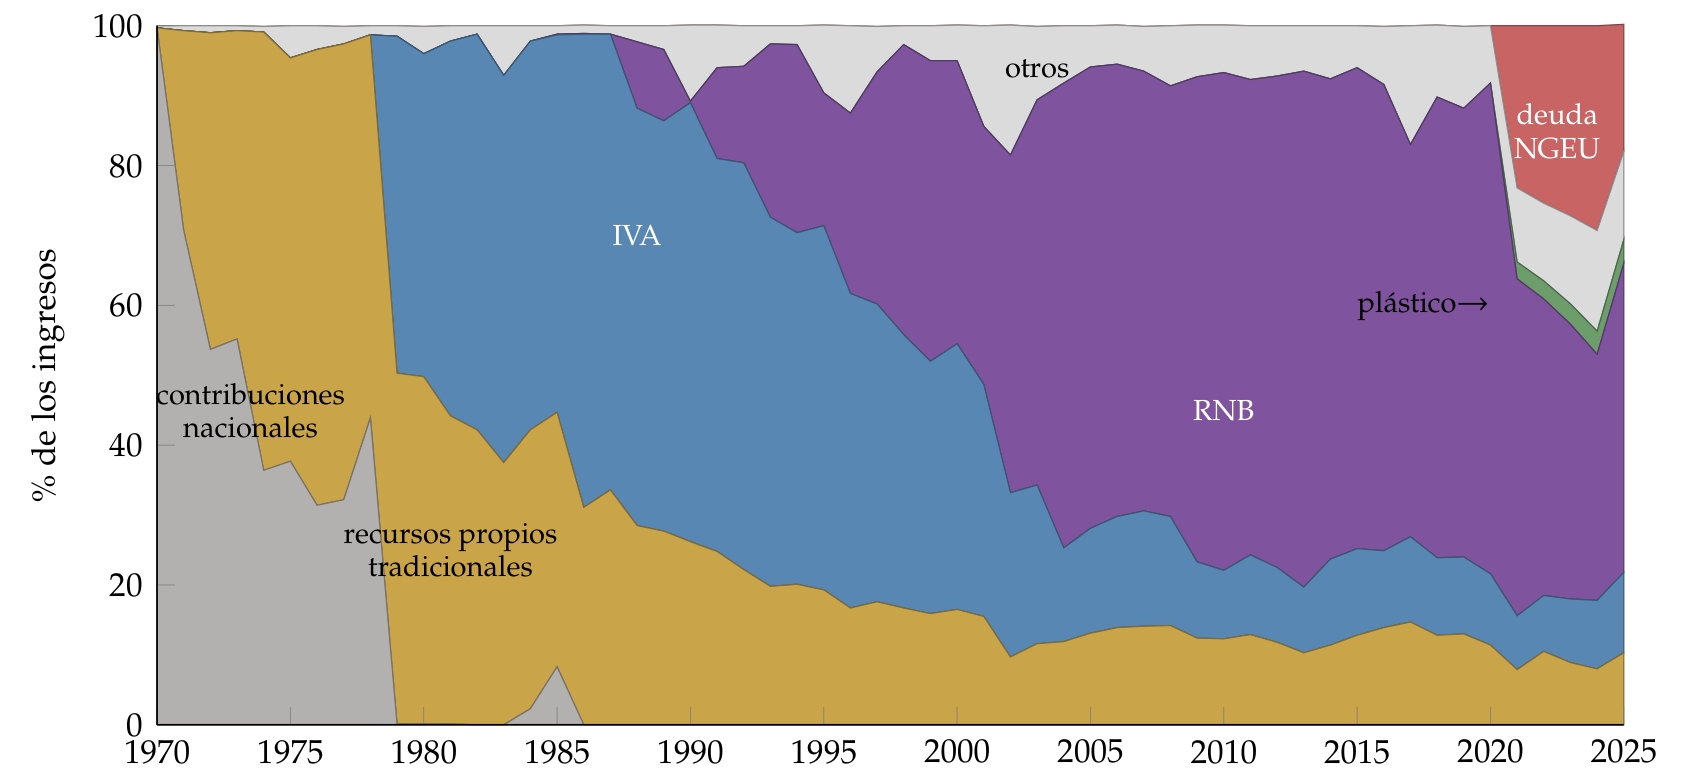 100
80
60
40
20
0
% de los ingresos
otros
deuda
NGEU
IVA
plástico→
contribuciones
nacionales
RNB
recursos propios
tradicionales
1970 1975 1980 1985 1990 1995 2000 2005 2010 2015 2020 2025